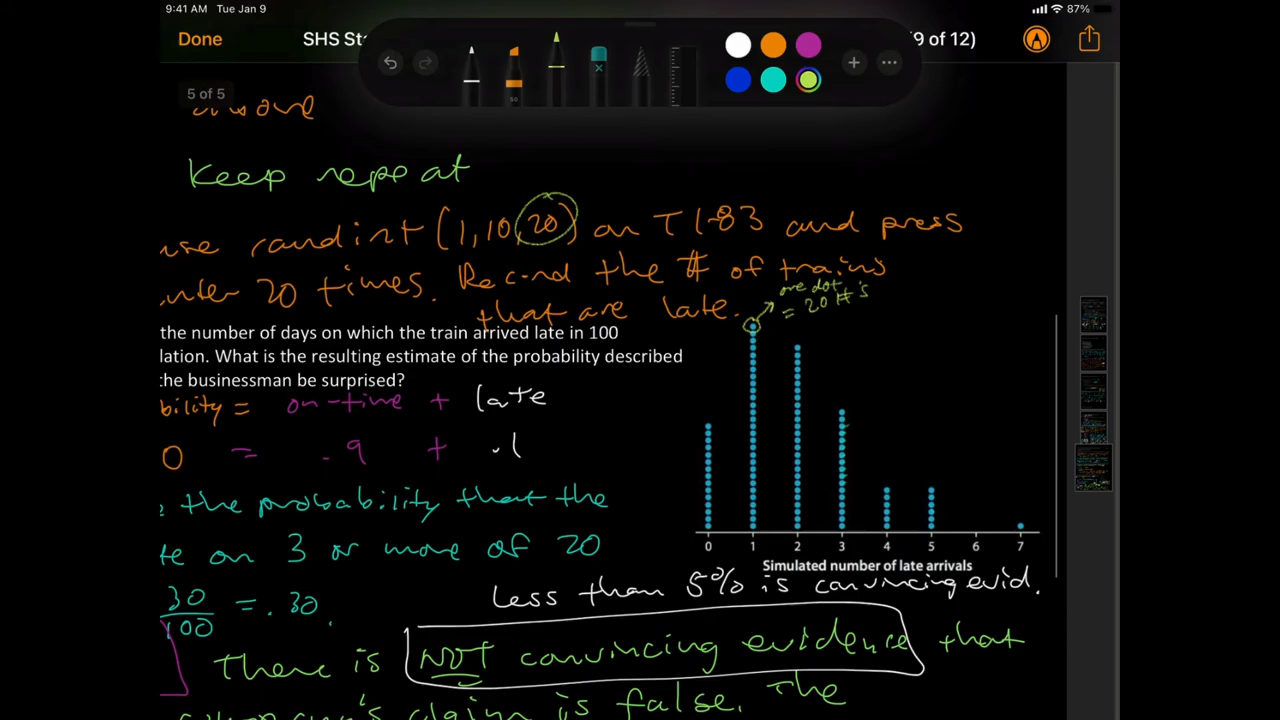 9:41 AM Tue Jan 9
87%
Done
SHS Sta
(9 of 12)
50
5 of 5
Keep repeat
use randint (1,10,20) on TI-83 and press
enter 20 times. Record the # of trains
that are late.
one dot
= 20 #'s
the number of days on which the train arrived late in 100
lation. What is the resulting estimate of the probability described
the businessman be surprised?
bility = on-time + late
0 = .9 + .1
the probability that the
te on 3 or more of 20
30
100
= .30.
0 1 2 3 4 5 6 7
Simulated number of late arrivals
less than 5% is convincing evid.
There is NOT convincing evidence that
claim is false. The